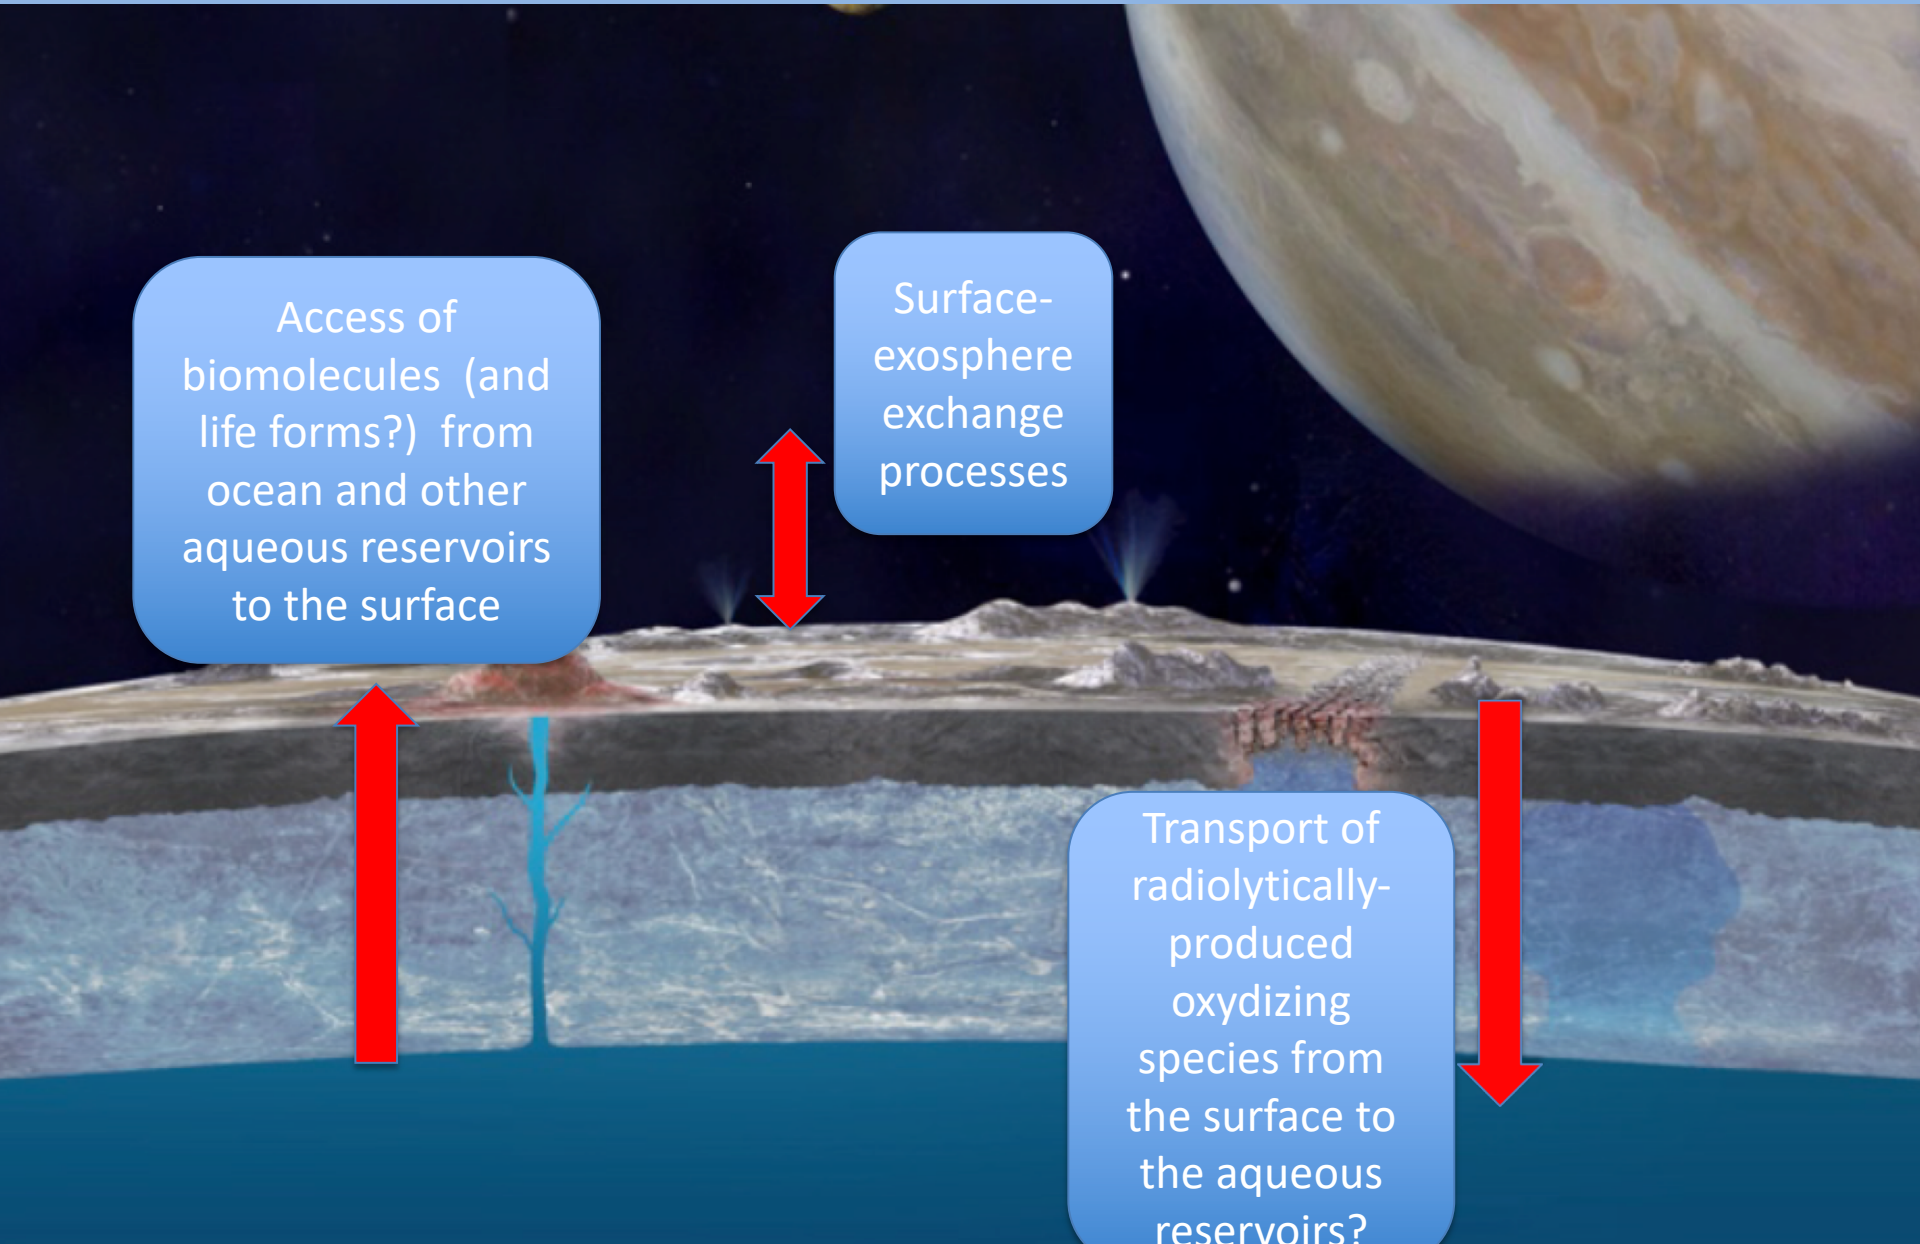 Access of
biomolecules (and
life forms?) from
ocean and other
aqueous reservoirs
to the surface
Surface-
exosphere
exchange
processes
Transport of
radiolytically-
produced
oxydizing
species from
the surface to
the aqueous
reservoirs?